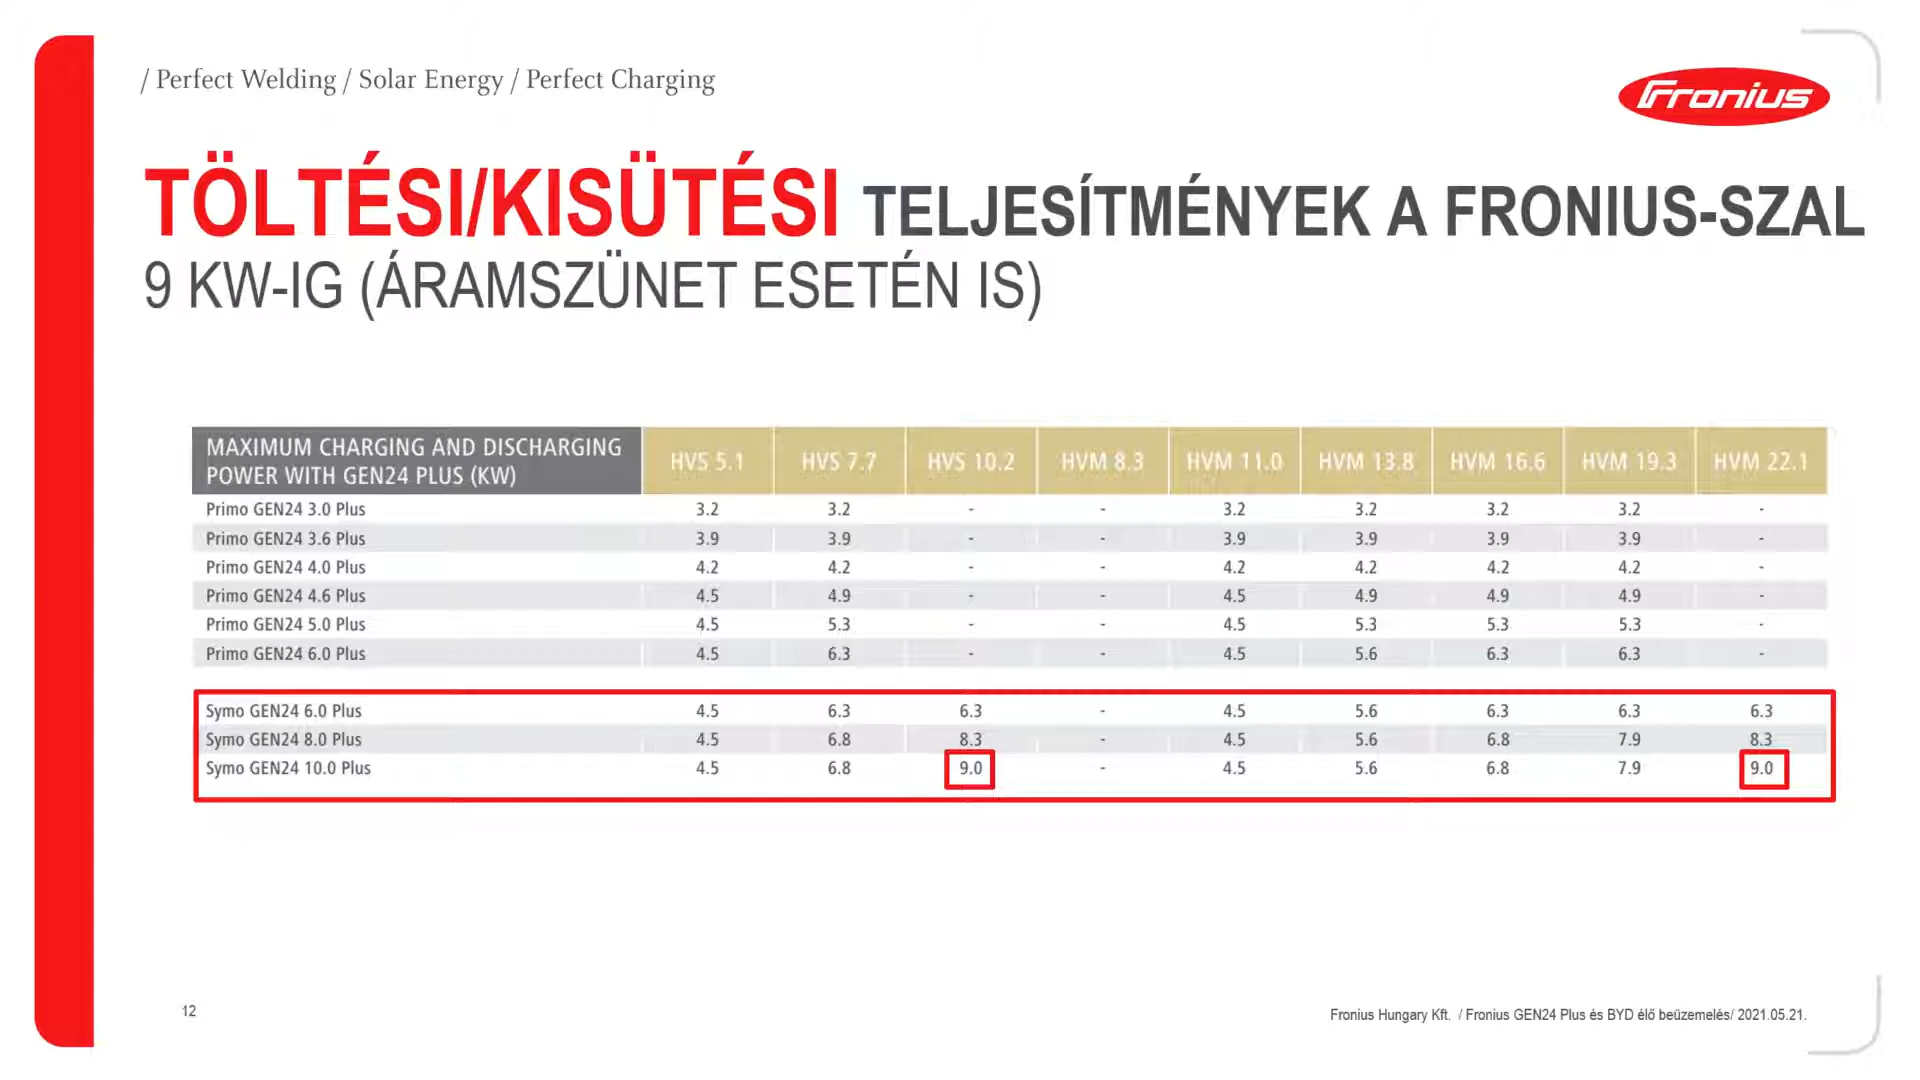 / Perfect Welding / Solar Energy / Perfect Charging
Fronius
TÖLTÉSI/KISÜTÉSI TELJESÍTMÉNYEK A FRONIUS-SZAL
9 KW-IG (ÁRAMSZÜNET ESETÉN IS)
MAXIMUM CHARGING AND DISCHARGING
POWER WITH GEN24 PLUS (KW)
HVS 5.1 HVS 7.7 HVS 10.2 HVM 8.3 HVM 11.0 HVM 13.8 HVM 16.6 HVM 19.3 HVM 22.1
Primo GEN24 3.0 Plus 3.2 3.2 - - 3.2 3.2 3.2 3.2 -
Primo GEN24 3.6 Plus 3.9 3.9 - - 3.9 3.9 3.9 3.9 -
Primo GEN24 4.0 Plus 4.2 4.2 - - 4.2 4.2 4.2 4.2 -
Primo GEN24 4.6 Plus 4.5 4.9 - - 4.5 4.9 4.9 4.9 -
Primo GEN24 5.0 Plus 4.5 5.3 - - 4.5 5.3 5.3 5.3 -
Primo GEN24 6.0 Plus 4.5 6.3 - - 4.5 5.6 6.3 6.3 -
Symo GEN24 6.0 Plus 4.5 6.3 6.3 - 4.5 5.6 6.3 6.3 6.3
Symo GEN24 8.0 Plus 4.5 6.8 8.3 - 4.5 5.6 6.8 7.9 8.3
Symo GEN24 10.0 Plus 4.5 6.8 9.0 - 4.5 5.6 6.8 7.9 9.0
12
Fronius Hungary Kft. / Fronius GEN24 Plus és BYD élő beüzemelés/ 2021.05.21.